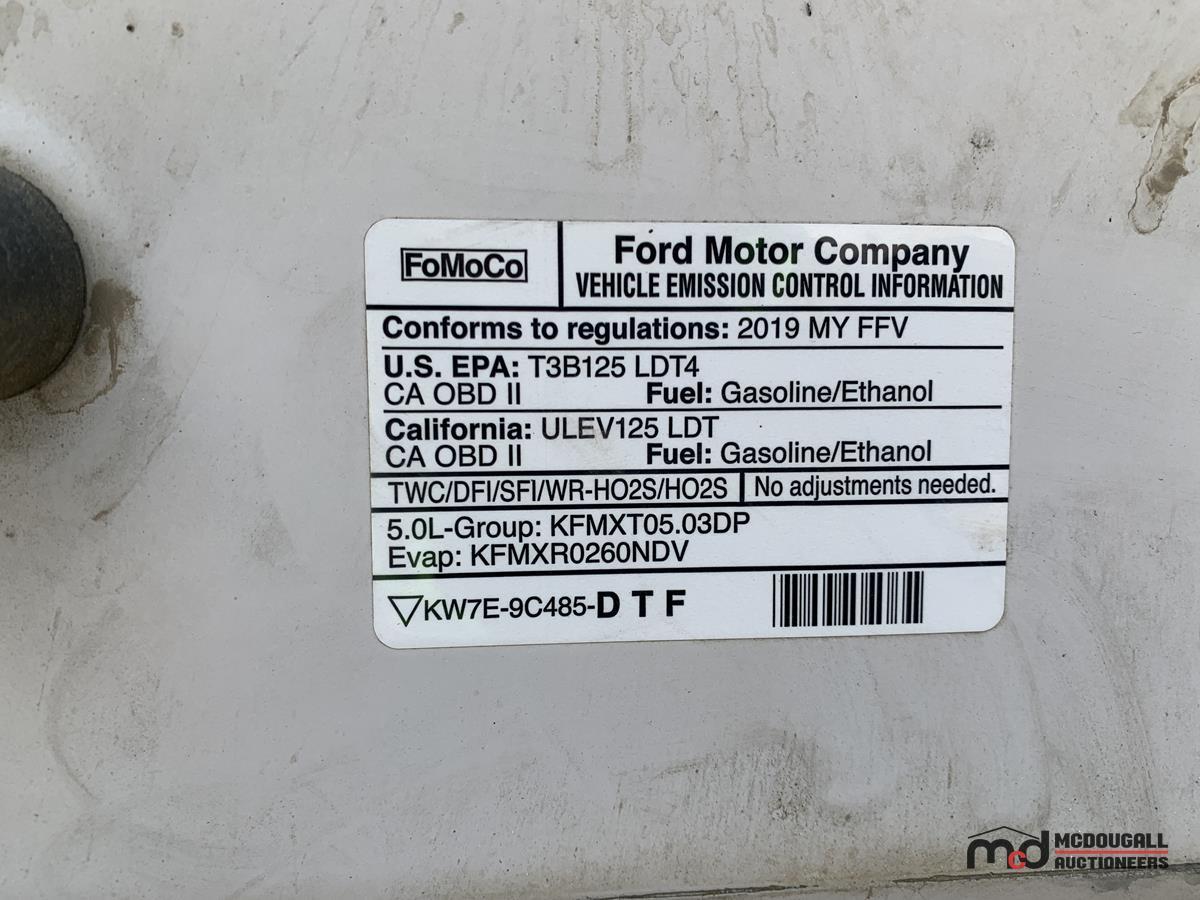 FoMoCo
Ford Motor Company
VEHICLE EMISSION CONTROL INFORMATION
Conforms to regulations: 2019 MY FFV
U.S. EPA: T3B125 LDT4
CA OBD II Fuel: Gasoline/Ethanol
California: ULEV125 LDT
CA OBD II Fuel: Gasoline/Ethanol
TWC/DFI/SFI/WR-HO2S/HO2S No adjustments needed.
5.0L-Group: KFMXT05.03DP
Evap: KFMXR0260NDV
KW7E-9C485-D T F
mcd MCDOUGALL
AUCTIONEERS